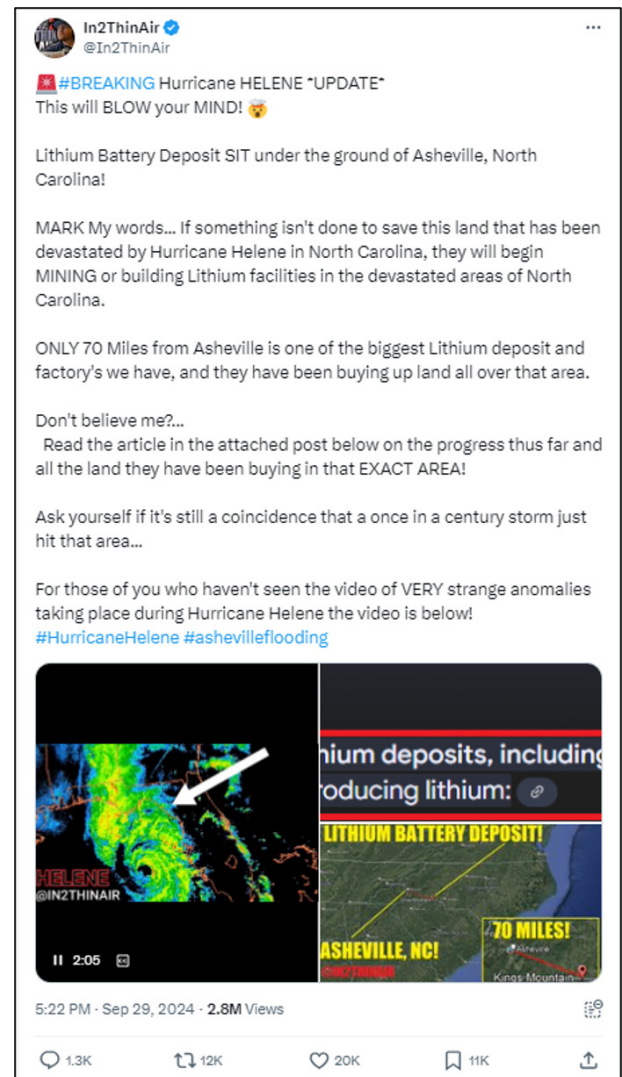 In2ThinAir
@In2ThinAir
#BREAKING Hurricane HELENE *UPDATE*
This will BLOW your MIND! 🤯
Lithium Battery Deposit SIT under the ground of Asheville, North
Carolina!
MARK My words... If something isn't done to save this land that has been
devastated by Hurricane Helene in North Carolina, they will begin
MINING or building Lithium facilities in the devastated areas of North
Carolina.
ONLY 70 Miles from Asheville is one of the biggest Lithium deposit and
factory's we have, and they have been buying up land all over that area.
Don't believe me?...
Read the article in the attached post below on the progress thus far and
all the land they have been buying in that EXACT AREA!
Ask yourself if it's still a coincidence that a once in a century storm just
hit that area...
For those of you who haven't seen the video of VERY strange anomalies
taking place during Hurricane Helene the video is below!
#HurricaneHelene #ashevilleflooding
HELENE
@IN2THINAIR
2:05
hium deposits, including
roducing lithium:
LITHIUM BATTERY DEPOSIT!
ASHEVILLE, NC!
@IN2THINAIR
70 MILES!
Asheville
Kings Mountain
5:22 PM · Sep 29, 2024 · 2.8M Views
1.3K 12K 20K 11K